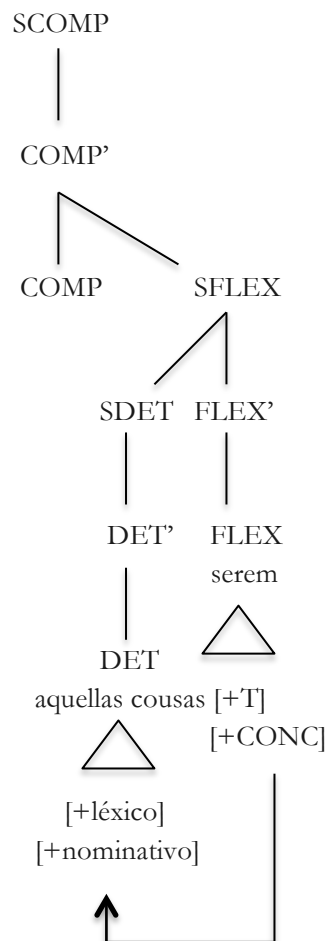 SCOMP
COMP’
COMP SFLEX
SDET FLEX’
DET’ FLEX
serem
DET
aquellas cousas [+T]
[+CONC]
[+léxico]
[+nominativo]